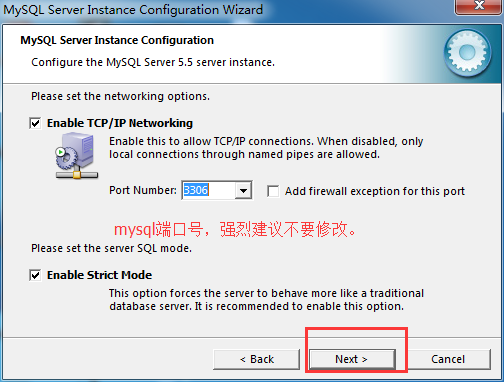 MySQL Server Instance Configuration Wizard
MySQL Server Instance Configuration
Configure the MySQL Server 5.5 server instance.
Please set the networking options.
Enable TCP/IP Networking
Enable this to allow TCP/IP connections. When disabled, only
local connections through named pipes are allowed.
Port Number: 3306 Add firewall exception for this port
mysql端口号，强烈建议不要修改。
Please set the server SQL mode.
Enable Strict Mode
This option forces the server to behave more like a traditional
database server. It is recommended to enable this option.
< Back Next > Cancel